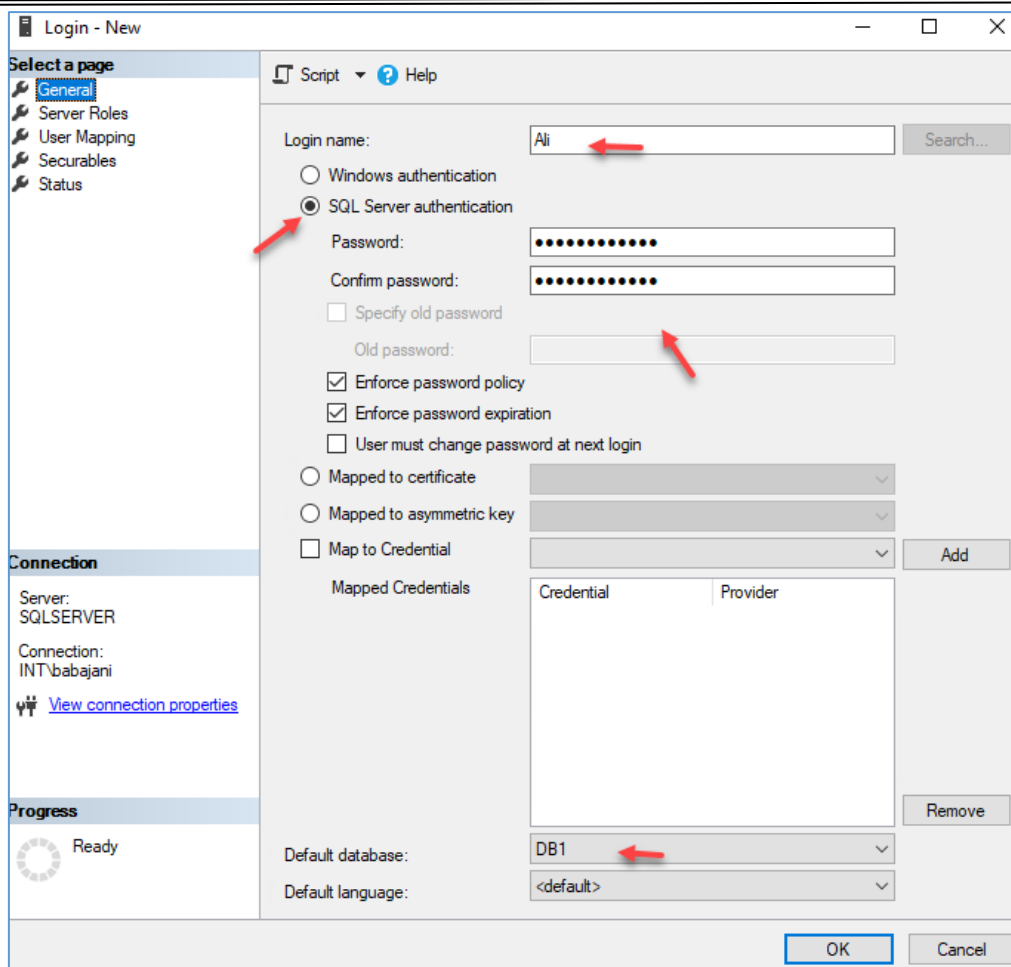 Login - New
Select a page
General
Server Roles
User Mapping
Securables
Status
Connection
Server:
SQLSERVER
Connection:
INT\babajani
View connection properties
Progress
Ready
Script
Help
Login name:
Ali
Search...
Windows authentication
SQL Server authentication
Password:
●●●●●●●●●●●●
Confirm password:
●●●●●●●●●●●●
Specify old password
Old password:
Enforce password policy
Enforce password expiration
User must change password at next login
Mapped to certificate
Mapped to asymmetric key
Map to Credential
Add
Mapped Credentials
Credential Provider
Remove
Default database:
DB1
Default language:
<default>
OK
Cancel